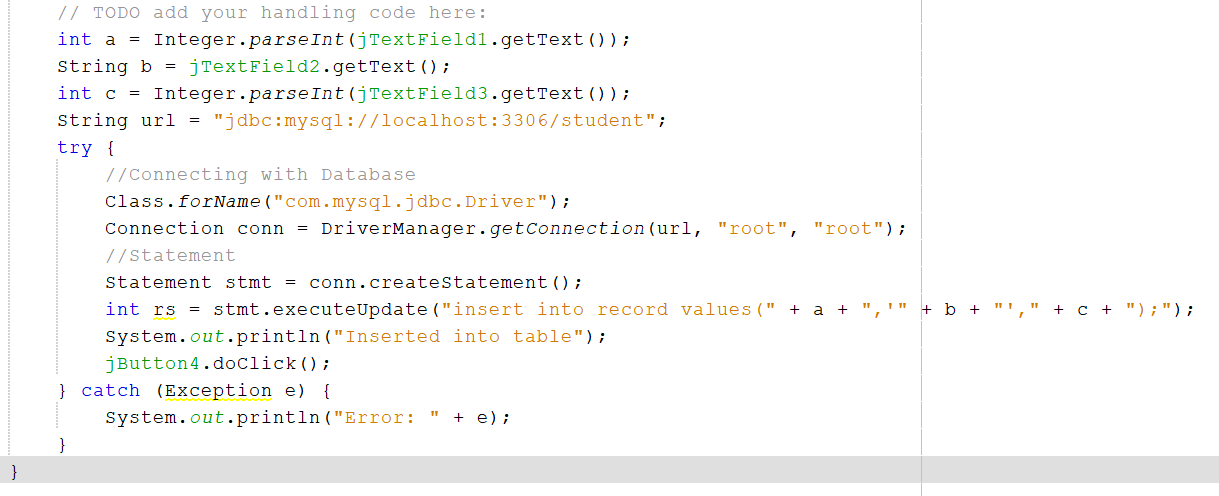 // TODO add your handling code here:
int a = Integer.parseInt(jTextField1.getText());
String b = jTextField2.getText();
int c = Integer.parseInt(jTextField3.getText());
String url = "jdbc:mysql://localhost:3306/student";
try {
//Connecting with Database
Class.forName("com.mysql.jdbc.Driver");
Connection conn = DriverManager.getConnection(url, "root", "root");
//Statement
Statement stmt = conn.createStatement();
int rs = stmt.executeUpdate("insert into record values(" + a + ",'" + b + "'," + c + ");");
System.out.println("Inserted into table");
jButton4.doClick();
} catch (Exception e) {
System.out.println("Error: " + e);
}
}